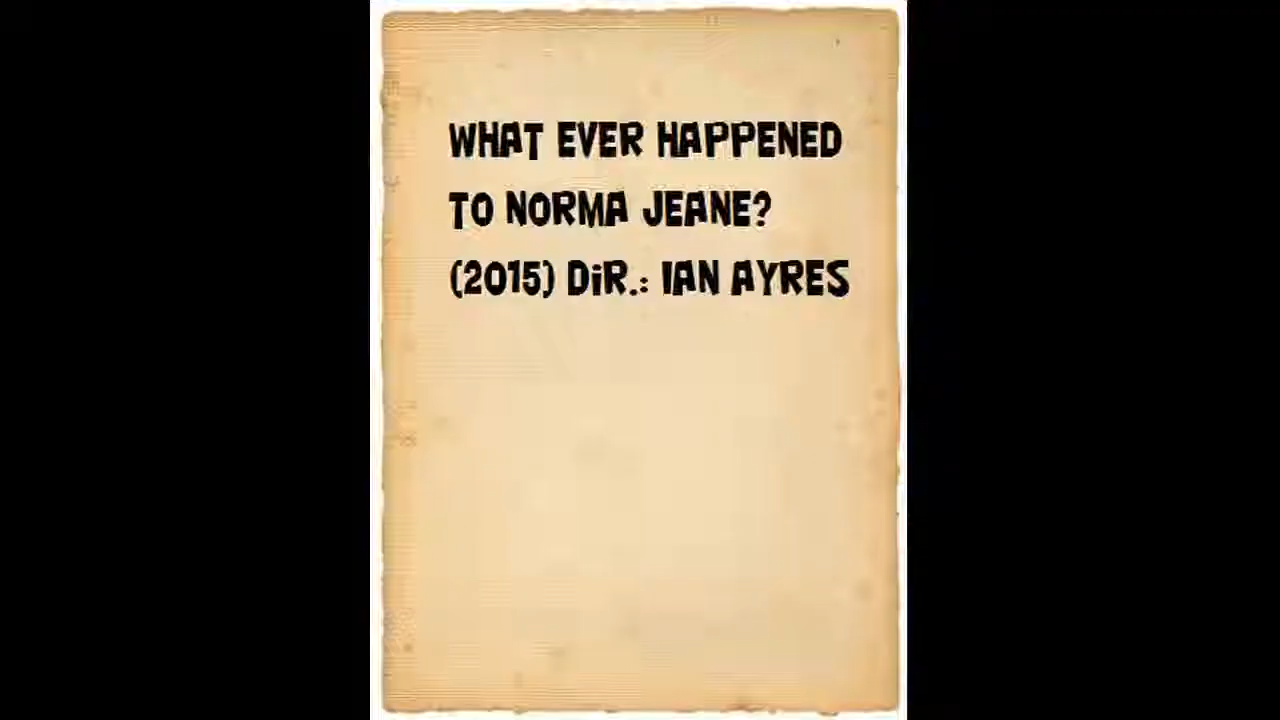 WHAT EVER HAPPENED
TO NORMA JEANE?
(2015) DiR.: IAN AYRES